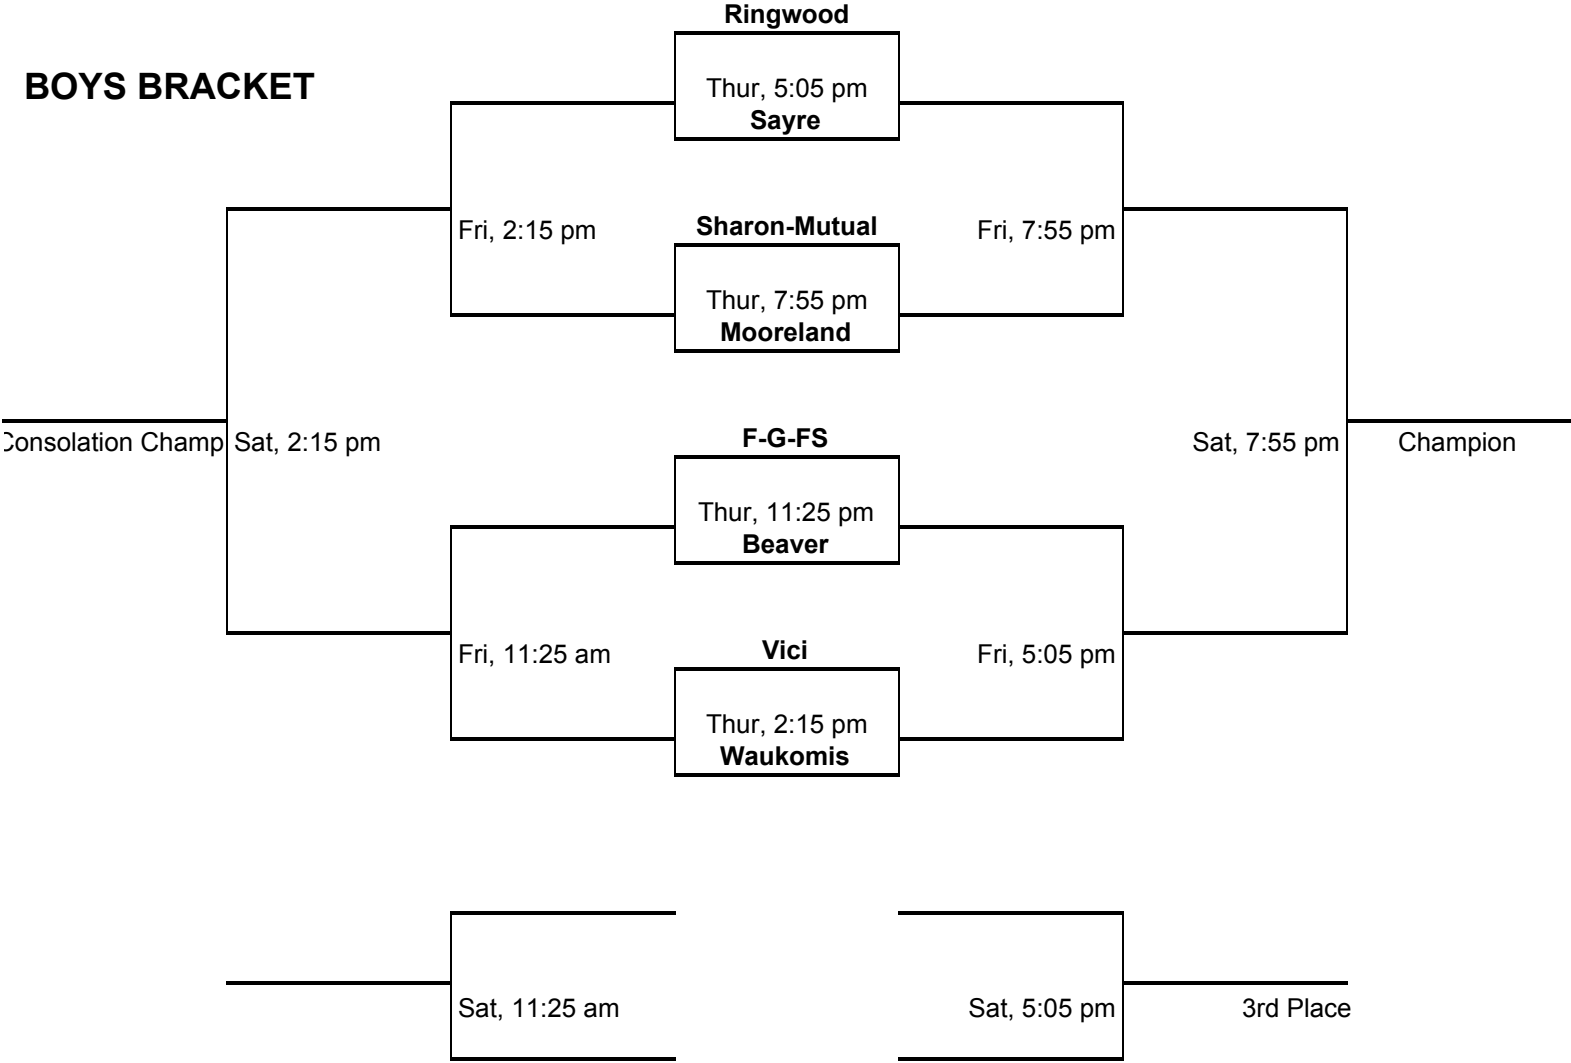 Ringwood
BOYS BRACKET
Thur, 5:05 pm
Sayre
Fri, 2:15 pm
Sharon-Mutual
Fri, 7:55 pm
Thur, 7:55 pm
Mooreland
Consolation Champ
Sat, 2:15 pm
F-G-FS
Sat, 7:55 pm
Champion
Thur, 11:25 pm
Beaver
Fri, 11:25 am
Vici
Fri, 5:05 pm
Thur, 2:15 pm
Waukomis
Sat, 11:25 am
Sat, 5:05 pm
3rd Place